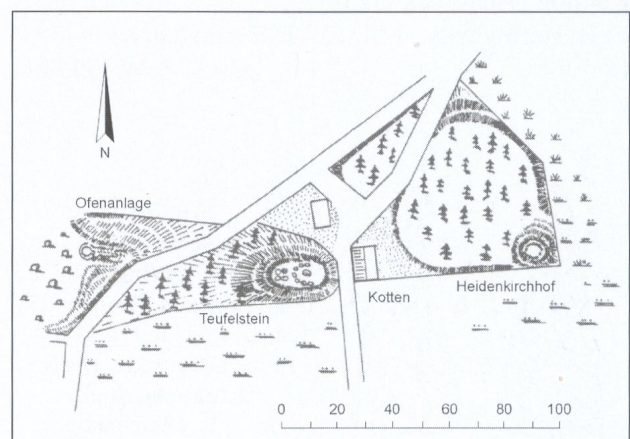 N
Ofenanlage
Teufelstein
Kotten
Heidenkirchhof
0 20 40 60 80 100